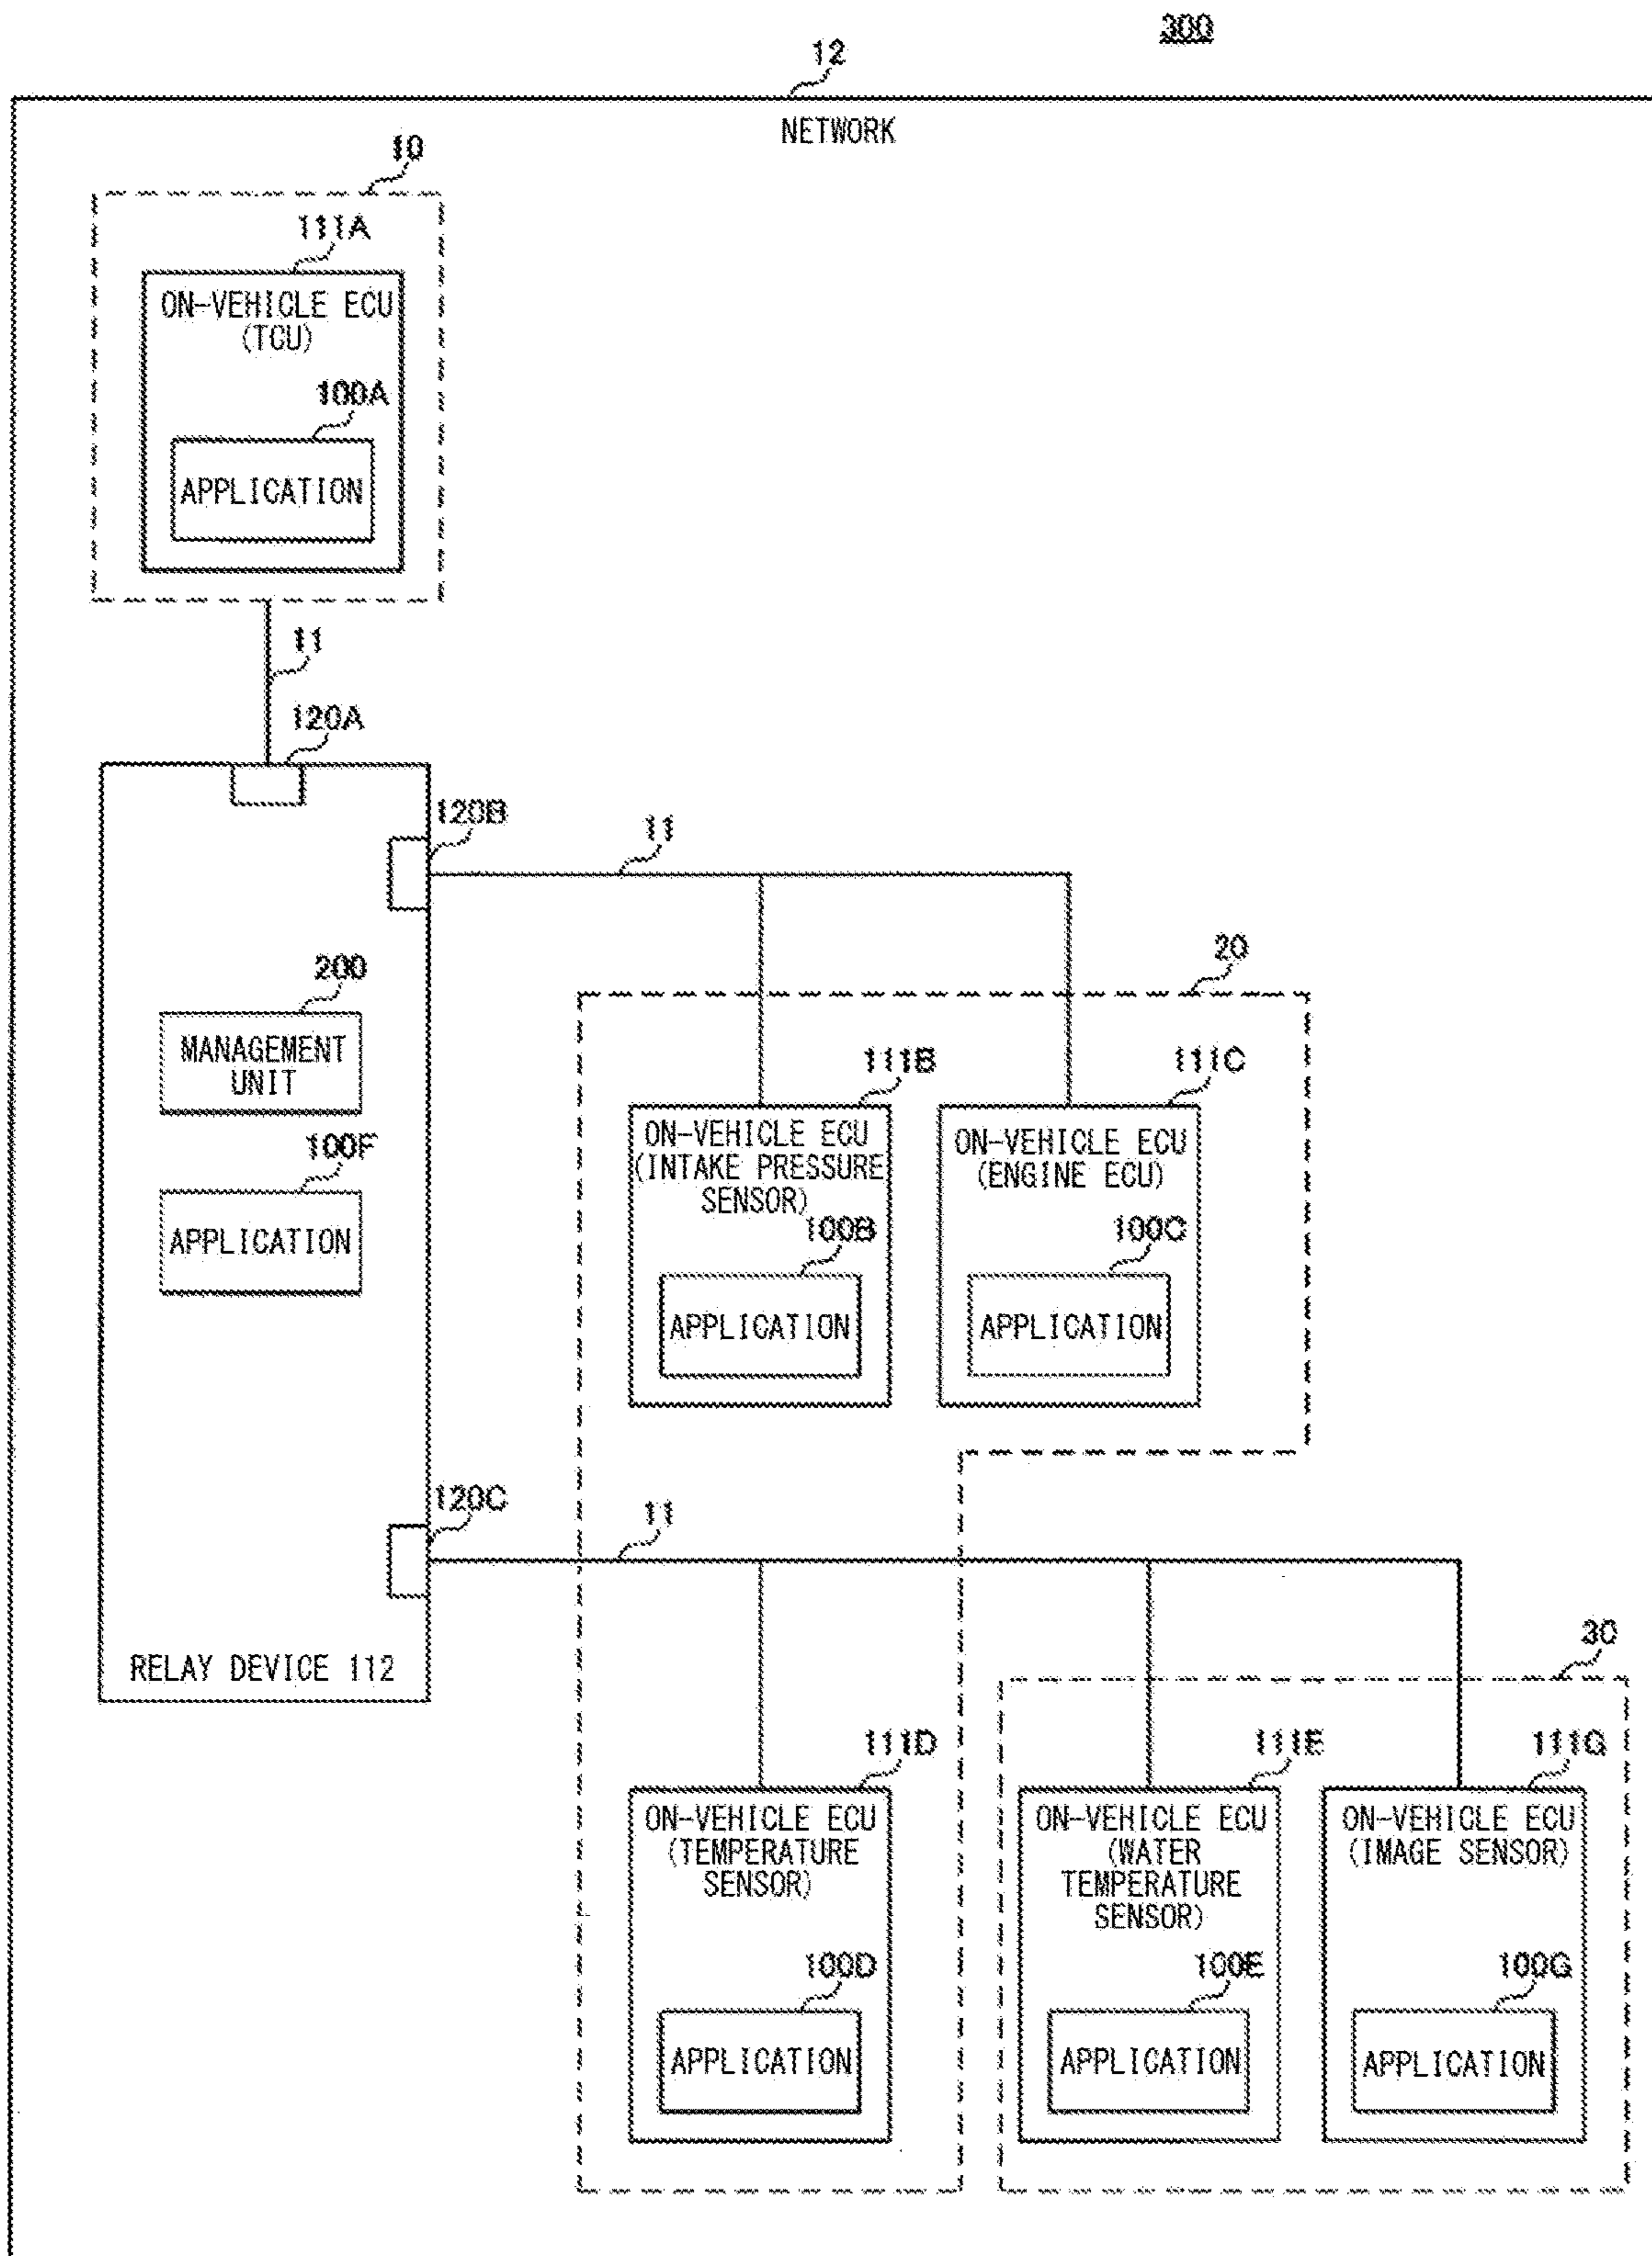 300
12
NETWORK
10
111A
ON-VEHICLE ECU
(TCU)
100A
APPLICATION
11
120A
120B
11
200
MANAGEMENT
UNIT
100F
APPLICATION
20
111B
ON-VEHICLE ECU
(INTAKE PRESSURE
SENSOR)
100B
APPLICATION
111C
ON-VEHICLE ECU
(ENGINE ECU)
100C
APPLICATION
120C
11
RELAY DEVICE 112
30
111D
ON-VEHICLE ECU
(TEMPERATURE
SENSOR)
100D
APPLICATION
111E
ON-VEHICLE ECU
(WATER
TEMPERATURE
SENSOR)
100E
APPLICATION
111G
ON-VEHICLE ECU
(IMAGE SENSOR)
100G
APPLICATION